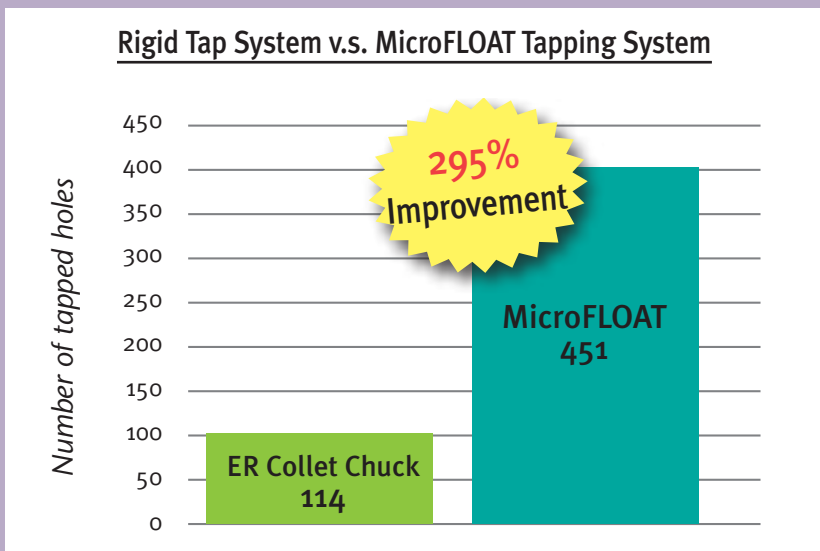 Rigid Tap System v.s. MicroFLOAT Tapping System
Number of tapped holes
450
400
350
300
250
200
150
100
50
0
295%
Improvement
MicroFLOAT
451
ER Collet Chuck
114